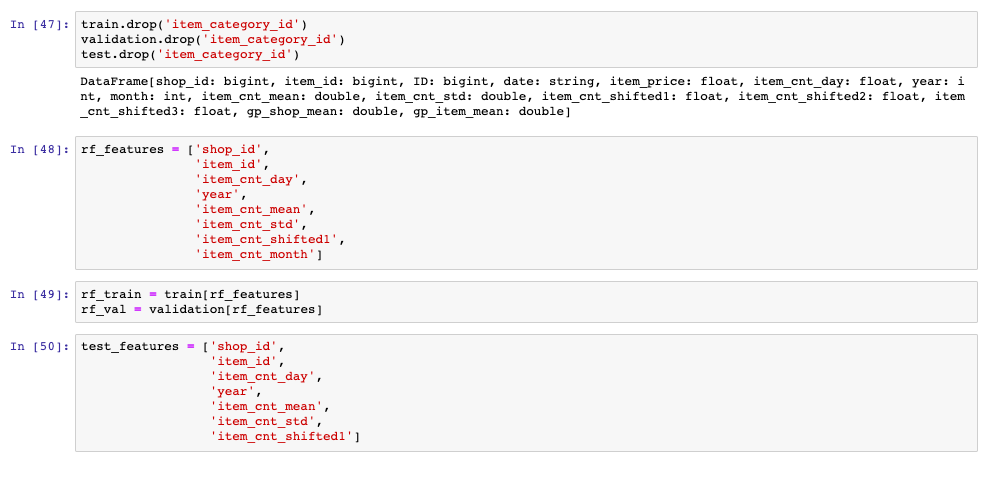 In [47]: train.drop('item_category_id')
validation.drop('item_category_id')
test.drop('item_category_id')
DataFrame[shop_id: bigint, item_id: bigint, ID: bigint, date: string, item_price: float, item_cnt_day: float, year: i
nt, month: int, item_cnt_mean: double, item_cnt_std: double, item_cnt_shifted1: float, item_cnt_shifted2: float, item
_cnt_shifted3: float, gp_shop_mean: double, gp_item_mean: double]
In [48]: rf_features = ['shop_id',
'item_id',
'item_cnt_day',
'year',
'item_cnt_mean',
'item_cnt_std',
'item_cnt_shifted1',
'item_cnt_month']
In [49]: rf_train = train[rf_features]
rf_val = validation[rf_features]
In [50]: test_features = ['shop_id',
'item_id',
'item_cnt_day',
'year',
'item_cnt_mean',
'item_cnt_std',
'item_cnt_shifted1']